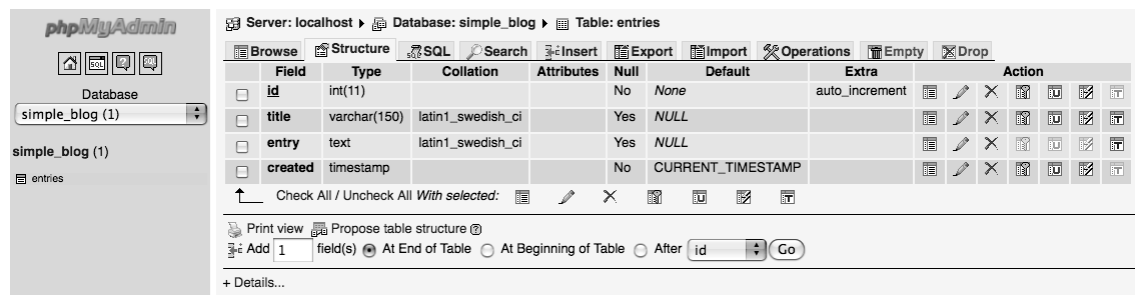 phpMyAdmin
SQL
SQL
Database
simple_blog (1)
simple_blog (1)
entries
Server: localhost Database: simple_blog Table: entries
Browse Structure SQL Search Insert Export Import Operations Empty Drop
Field Type Collation Attributes Null Default Extra Action
id int(11) No None auto_increment
title varchar(150) latin1_swedish_ci Yes NULL
entry text latin1_swedish_ci Yes NULL
created timestamp No CURRENT_TIMESTAMP
Check All / Uncheck All With selected:
Print view Propose table structure
Add 1 field(s) At End of Table At Beginning of Table After id Go
+ Details...